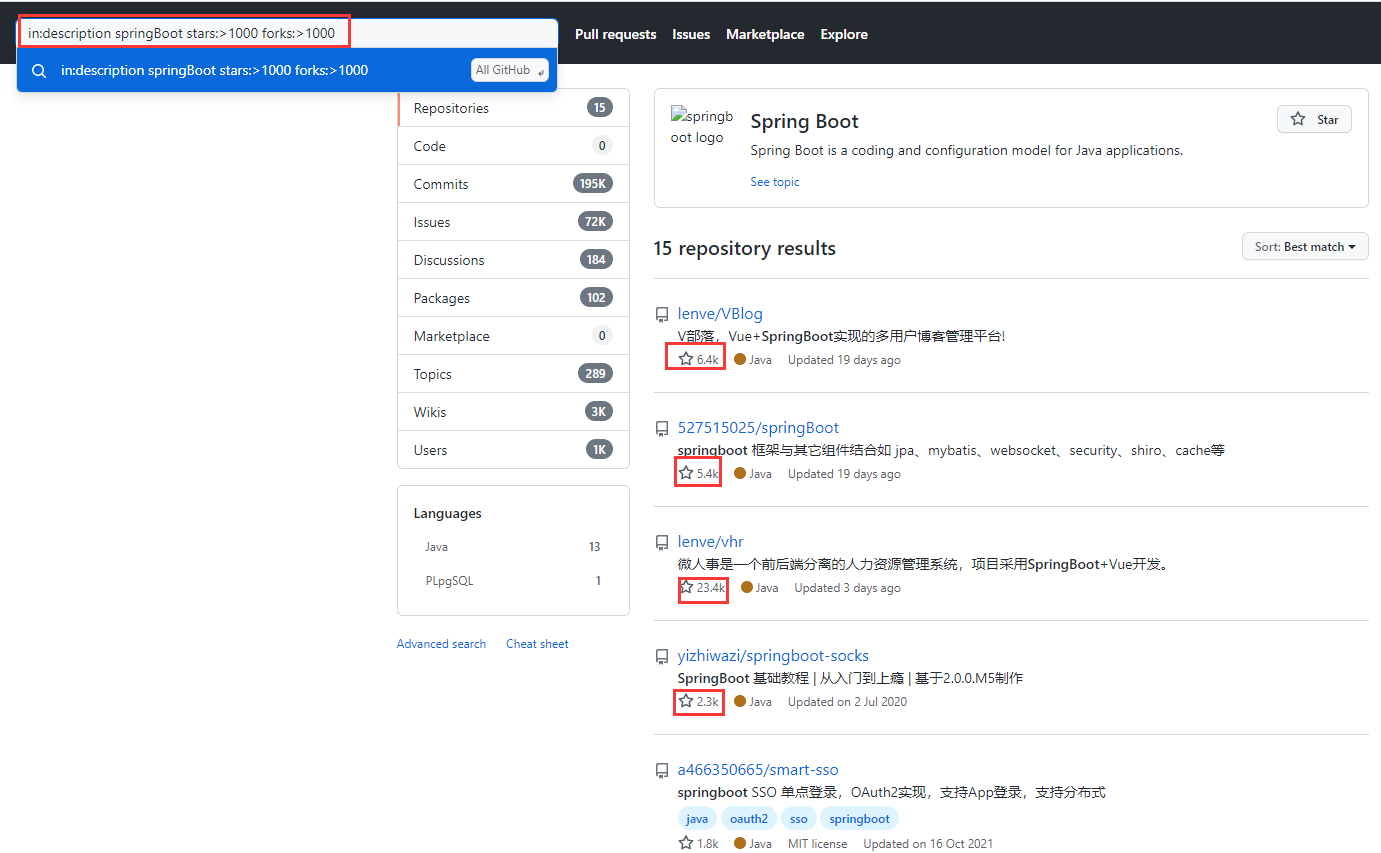 in:description springBoot stars:>1000 forks:>1000
Pull requests Issues Marketplace Explore
in:description springBoot stars:>1000 forks:>1000 All GitHub
Repositories 15
Code 0
Commits 195K
Issues 72K
Discussions 184
Packages 102
Marketplace 0
Topics 289
Wikis 3K
Users 1K
Languages
Java 13
PLpgSQL 1
Advanced search Cheat sheet
springb
oot logo
Spring Boot
Star
Spring Boot is a coding and configuration model for Java applications.
See topic
15 repository results
Sort: Best match
lenve/VBlog
V部落，Vue+SpringBoot实现的多用户博客管理平台!
6.4k Java Updated 19 days ago
527515025/springBoot
springboot 框架与其它组件结合如 jpa、mybatis、websocket、security、shiro、cache等
5.4k Java Updated 19 days ago
lenve/vhr
微人事是一个前后端分离的人力资源管理系统，项目采用SpringBoot+Vue开发。
23.4k Java Updated 3 days ago
yizhiwazi/springboot-socks
SpringBoot 基础教程 | 从入门到上瘾 | 基于2.0.0.M5制作
2.3k Java Updated on 2 Jul 2020
a466350665/smart-sso
springboot SSO 单点登录，OAuth2实现，支持App登录，支持分布式
java oauth2 sso springboot
1.8k Java MIT license Updated on 16 Oct 2021